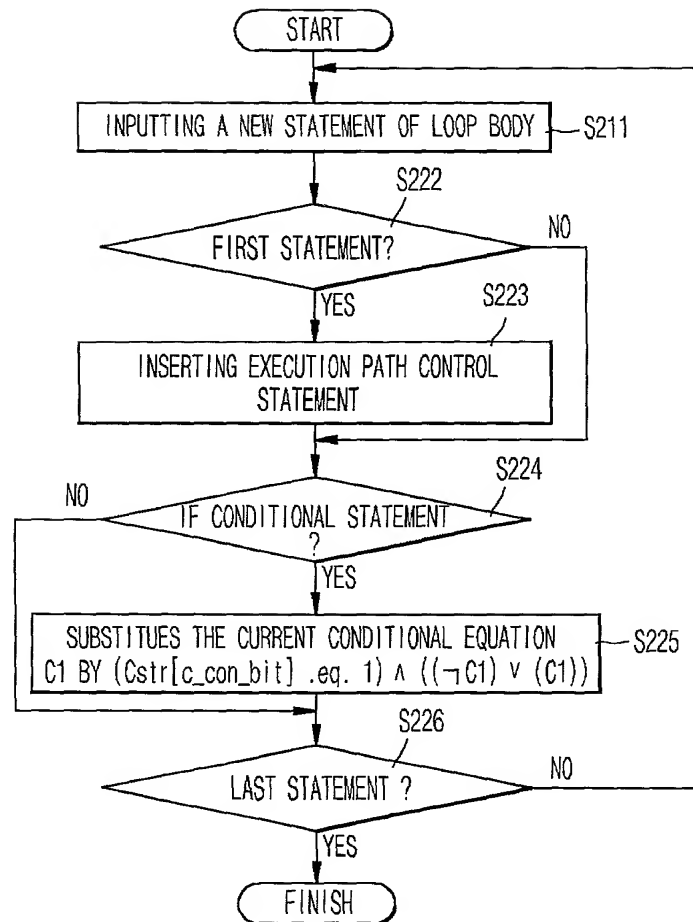 START
INPUTTING A NEW STATEMENT OF LOOP BODY
S211
S222
FIRST STATEMENT?
NO
YES
S223
INSERTING EXECUTION PATH CONTROL
STATEMENT
S224
NO
IF CONDITIONAL STATEMENT
?
YES
SUBSTITUES THE CURRENT CONDITIONAL EQUATION
C1 BY (Cstr[c_con_bit] .eq. 1) ∧ ((¬C1) ∨ (C1))
S225
S226
LAST STATEMENT ?
NO
YES
FINISH